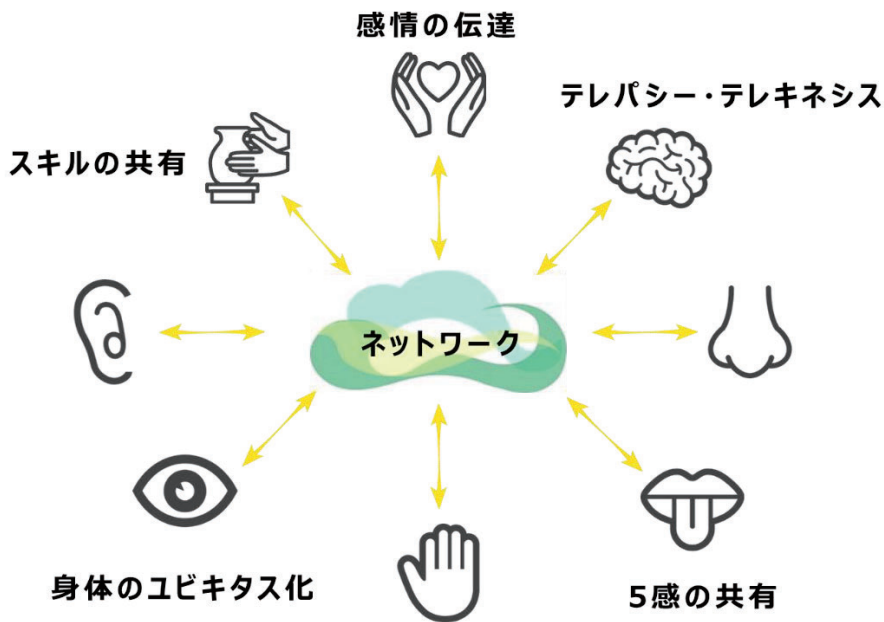 感情の伝達
テレパシー・テレキネシス
スキルの共有
ネットワーク
身体のユビキタス化
5感の共有